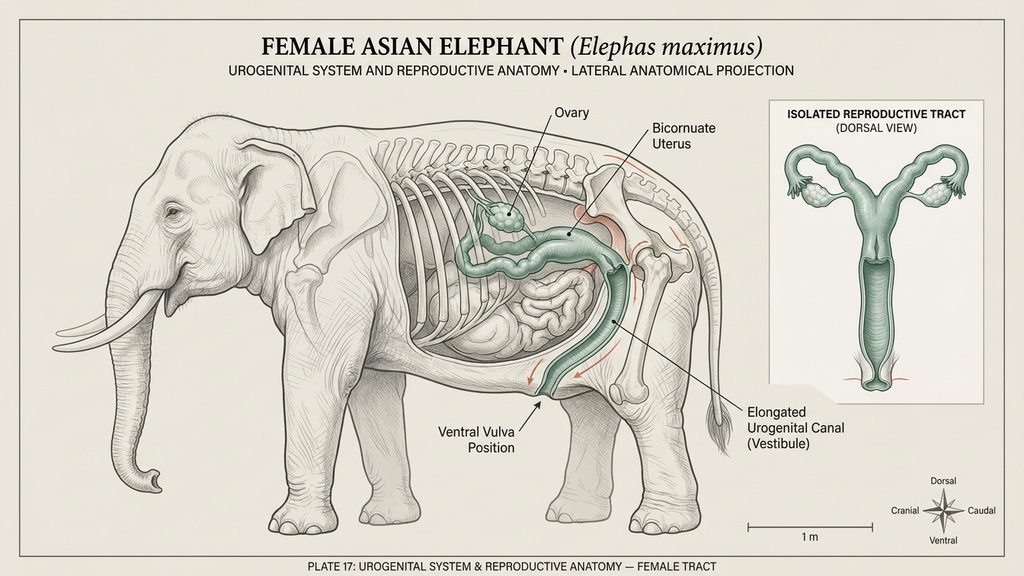 FEMALE ASIAN ELEPHANT (Elephas maximus)
UROGENITAL SYSTEM AND REPRODUCTIVE ANATOMY • LATERAL ANATOMICAL PROJECTION
Ovary
Bicornuate
Uterus
ISOLATED REPRODUCTIVE TRACT
(DORSAL VIEW)
Ventral Vulva
Position
Elongated
Urogenital Canal
(Vestibule)
Dorsal
Cranial
Caudal
Ventral
1 m
PLATE 17: UROGENITAL SYSTEM & REPRODUCTIVE ANATOMY — FEMALE TRACT